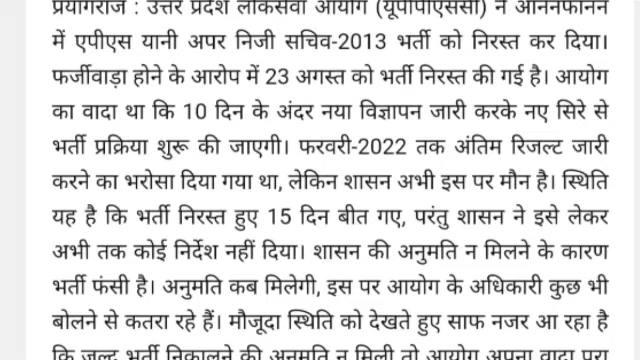 प्रयागराज : उत्तर प्रदेश लोकसेवा आयोग (यूपीपीएससी) ने आननफानन
में एपीएस यानी अपर निजी सचिव-2013 भर्ती को निरस्त कर दिया।
फर्जीवाड़ा होने के आरोप में 23 अगस्त को भर्ती निरस्त की गई है। आयोग
का वादा था कि 10 दिन के अंदर नया विज्ञापन जारी करके नए सिरे से
भर्ती प्रक्रिया शुरू की जाएगी। फरवरी-2022 तक अंतिम रिजल्ट जारी
करने का भरोसा दिया गया था, लेकिन शासन अभी इस पर मौन है। स्थिति
यह है कि भर्ती निरस्त हुए 15 दिन बीत गए, परंतु शासन ने इसे लेकर
अभी तक कोई निर्देश नहीं दिया। शासन की अनुमति न मिलने के कारण
भर्ती फंसी है। अनुमति कब मिलेगी, इस पर आयोग के अधिकारी कुछ भी
बोलने से कतरा रहे हैं। मौजूदा स्थिति को देखते हुए साफ नजर आ रहा है
कि जल्द भर्ती निकालने की अनुमति न मिली तो आयोग अपना वादा पूरा